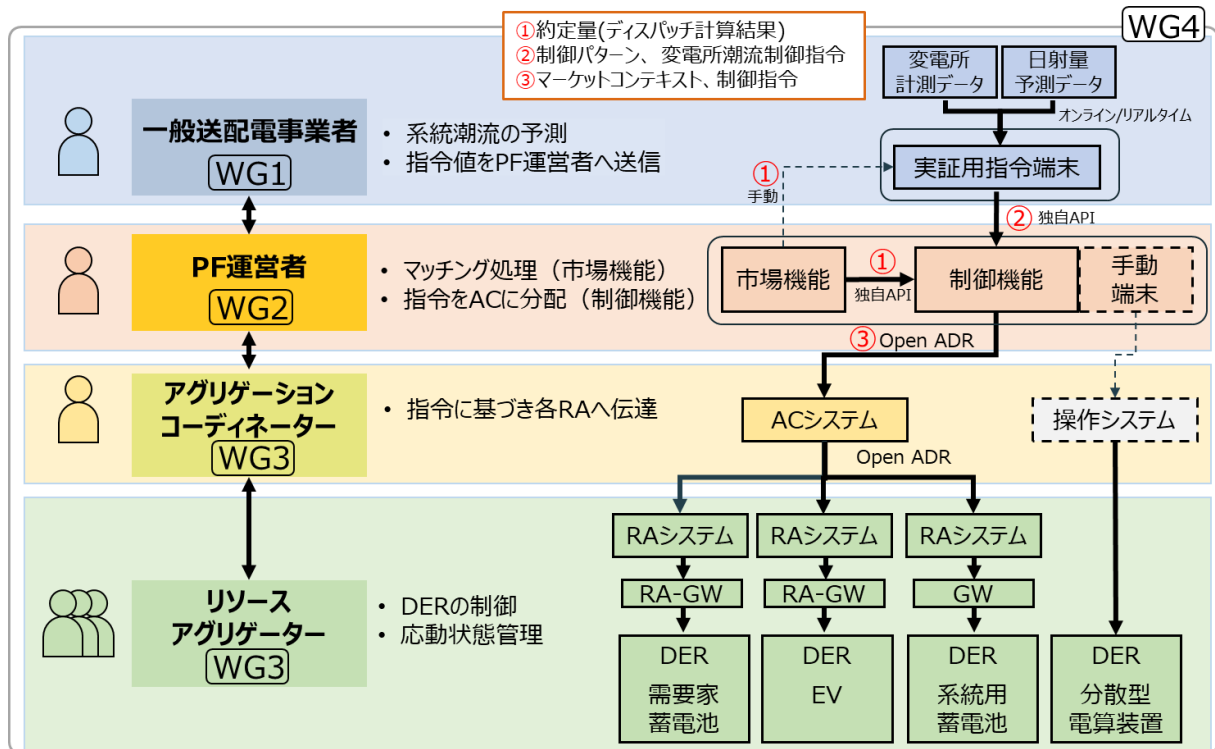 WG4
①約定量(ディスパッチ計算結果)
②制御パターン、変電所潮流制御指令
③マーケットコンテキスト、制御指令
変電所
計測データ
日射量
予測データ
オンライン/リアルタイム
一般送配電事業者
WG1
• 系統潮流の予測
• 指令値をPF運営者へ送信
実証用指令端末
①
手動
② 独自API
PF運営者
WG2
• マッチング処理（市場機能）
• 指令をACに分配（制御機能）
市場機能
①
独自API
制御機能
手動
端末
③ Open ADR
アグリゲーション
コーディネーター
WG3
• 指令に基づき各RAへ伝達
ACシステム
操作システム
Open ADR
リソース
アグリゲーター
WG3
• DERの制御
• 応動状態管理
RAシステム
RAシステム
RAシステム
RA-GW
RA-GW
GW
DER
需要家
蓄電池
DER
EV
DER
系統用
蓄電池
DER
分散型
電算装置